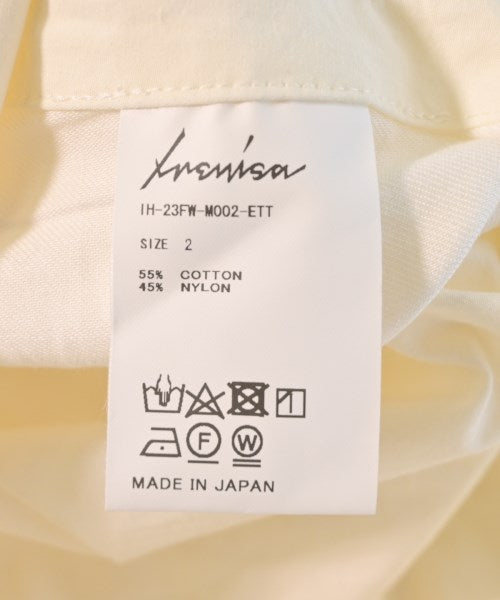 Irenisa
IH-23FW-M002-ETT
SIZE 2
55% COTTON
45% NYLON
F W
MADE IN JAPAN